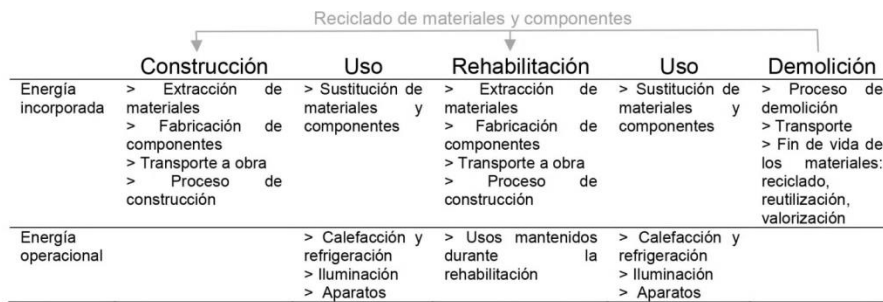 Reciclado de materiales y componentes
Construcción Uso Rehabilitación Uso Demolición
Energía incorporada
> Extracción de
materiales
> Fabricación de
componentes
> Transporte a obra
> Proceso de
construcción
> Sustitución de
materiales y
componentes
> Extracción de
materiales
> Fabricación de
componentes
> Transporte a obra
> Proceso de
construcción
> Sustitución de
materiales y
componentes
> Proceso de
demolición
> Transporte
> Fin de vida de
los materiales:
reciclado,
reutilización,
valorización
Energía
operacional
> Calefacción y
refrigeración
> Iluminación
> Aparatos
> Usos mantenidos
durante la
rehabilitación
> Calefacción y
refrigeración
> Iluminación
> Aparatos